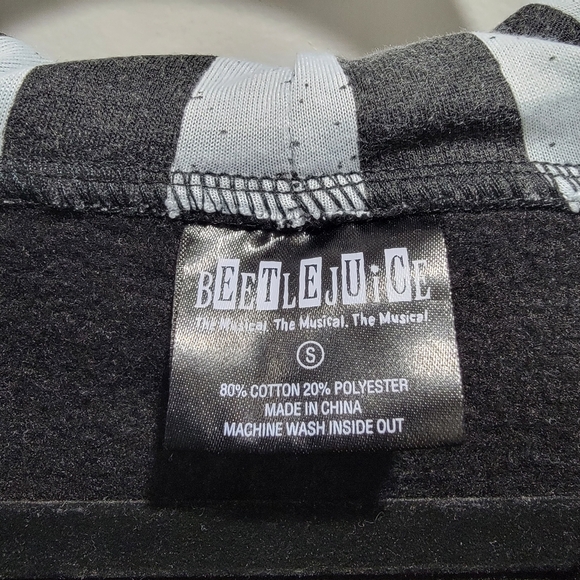 BEETLEJUiCE
The Musical. The Musical. The Musical.
S
80% COTTON 20% POLYESTER
MADE IN CHINA
MACHINE WASH INSIDE OUT